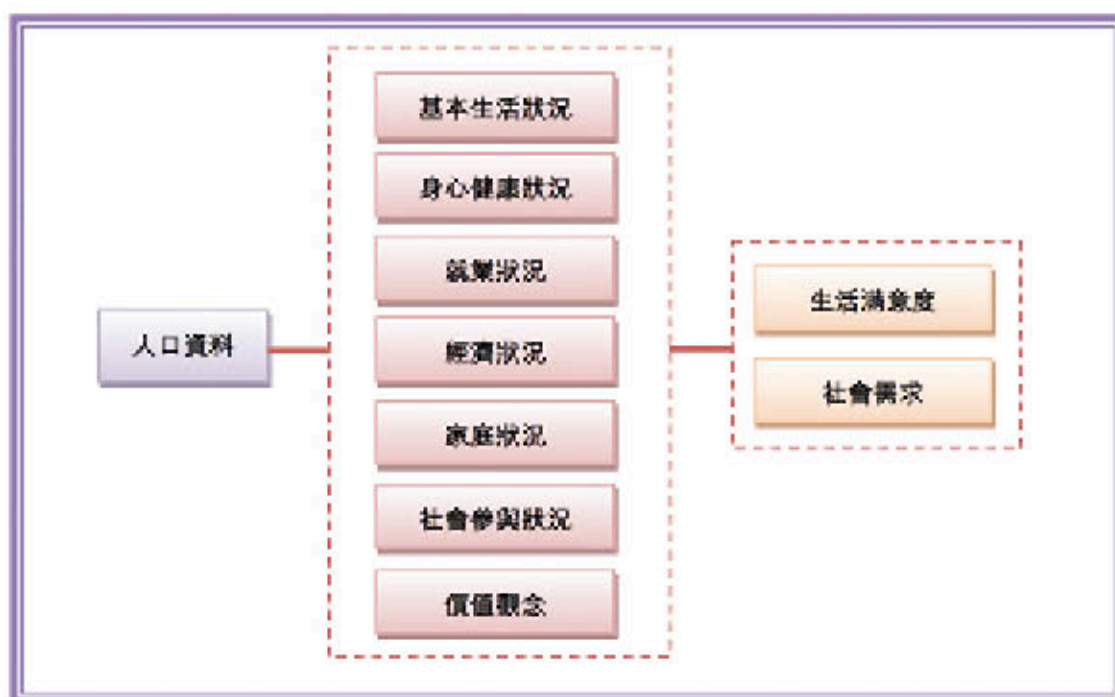 人口資料
基本生活狀況
身心健康狀況
就業狀況
經濟狀況
家庭狀況
社會參與狀況
價值觀念
生活滿意度
社會需求